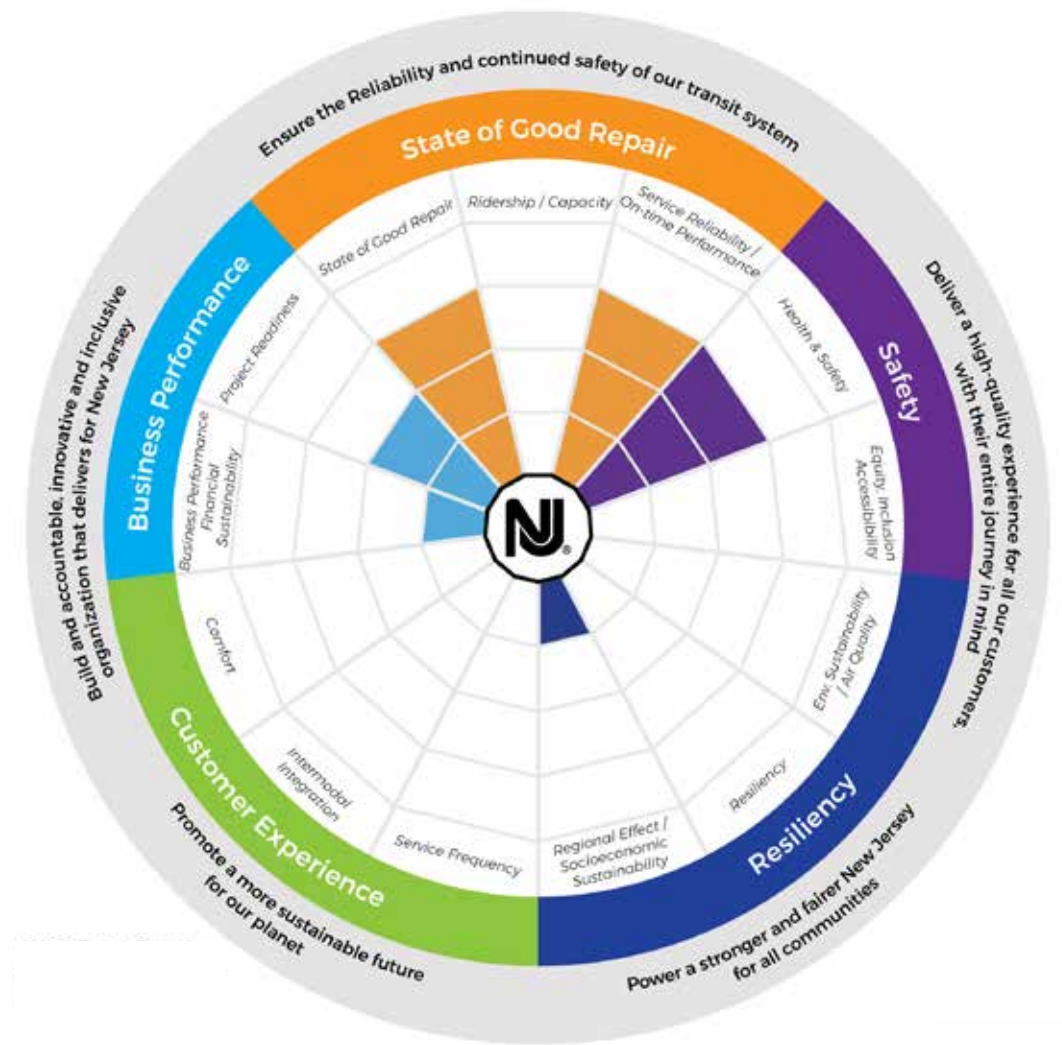 Ensure the Reliability and continued safety of our transit system
State of Good Repair
State of Good Repair
Ridership / Capacity
Service Reliability /
On-time Performance
Safety
Health & Safety
Equity, Inclusion
Accessibibility
Deliver a high-quality experience for all our customers,
with their entire journey in mind
Resiliency
Env. Sustainability
/ Air Quality
Resiliency
Regional Effect /
Socioeconomic
Sustainability
Power a stronger and fairer New Jersey
for all communities
Customer Experience
Service Frequency
Intermodal
Integration
Comfort
Promote a more sustainable future
for our planet
Business Performance
Business Performance
Financial
Sustainability
Project Readiness
Build and accountable, innovative and inclusive
organization that delivers for New Jersey
NJ
®